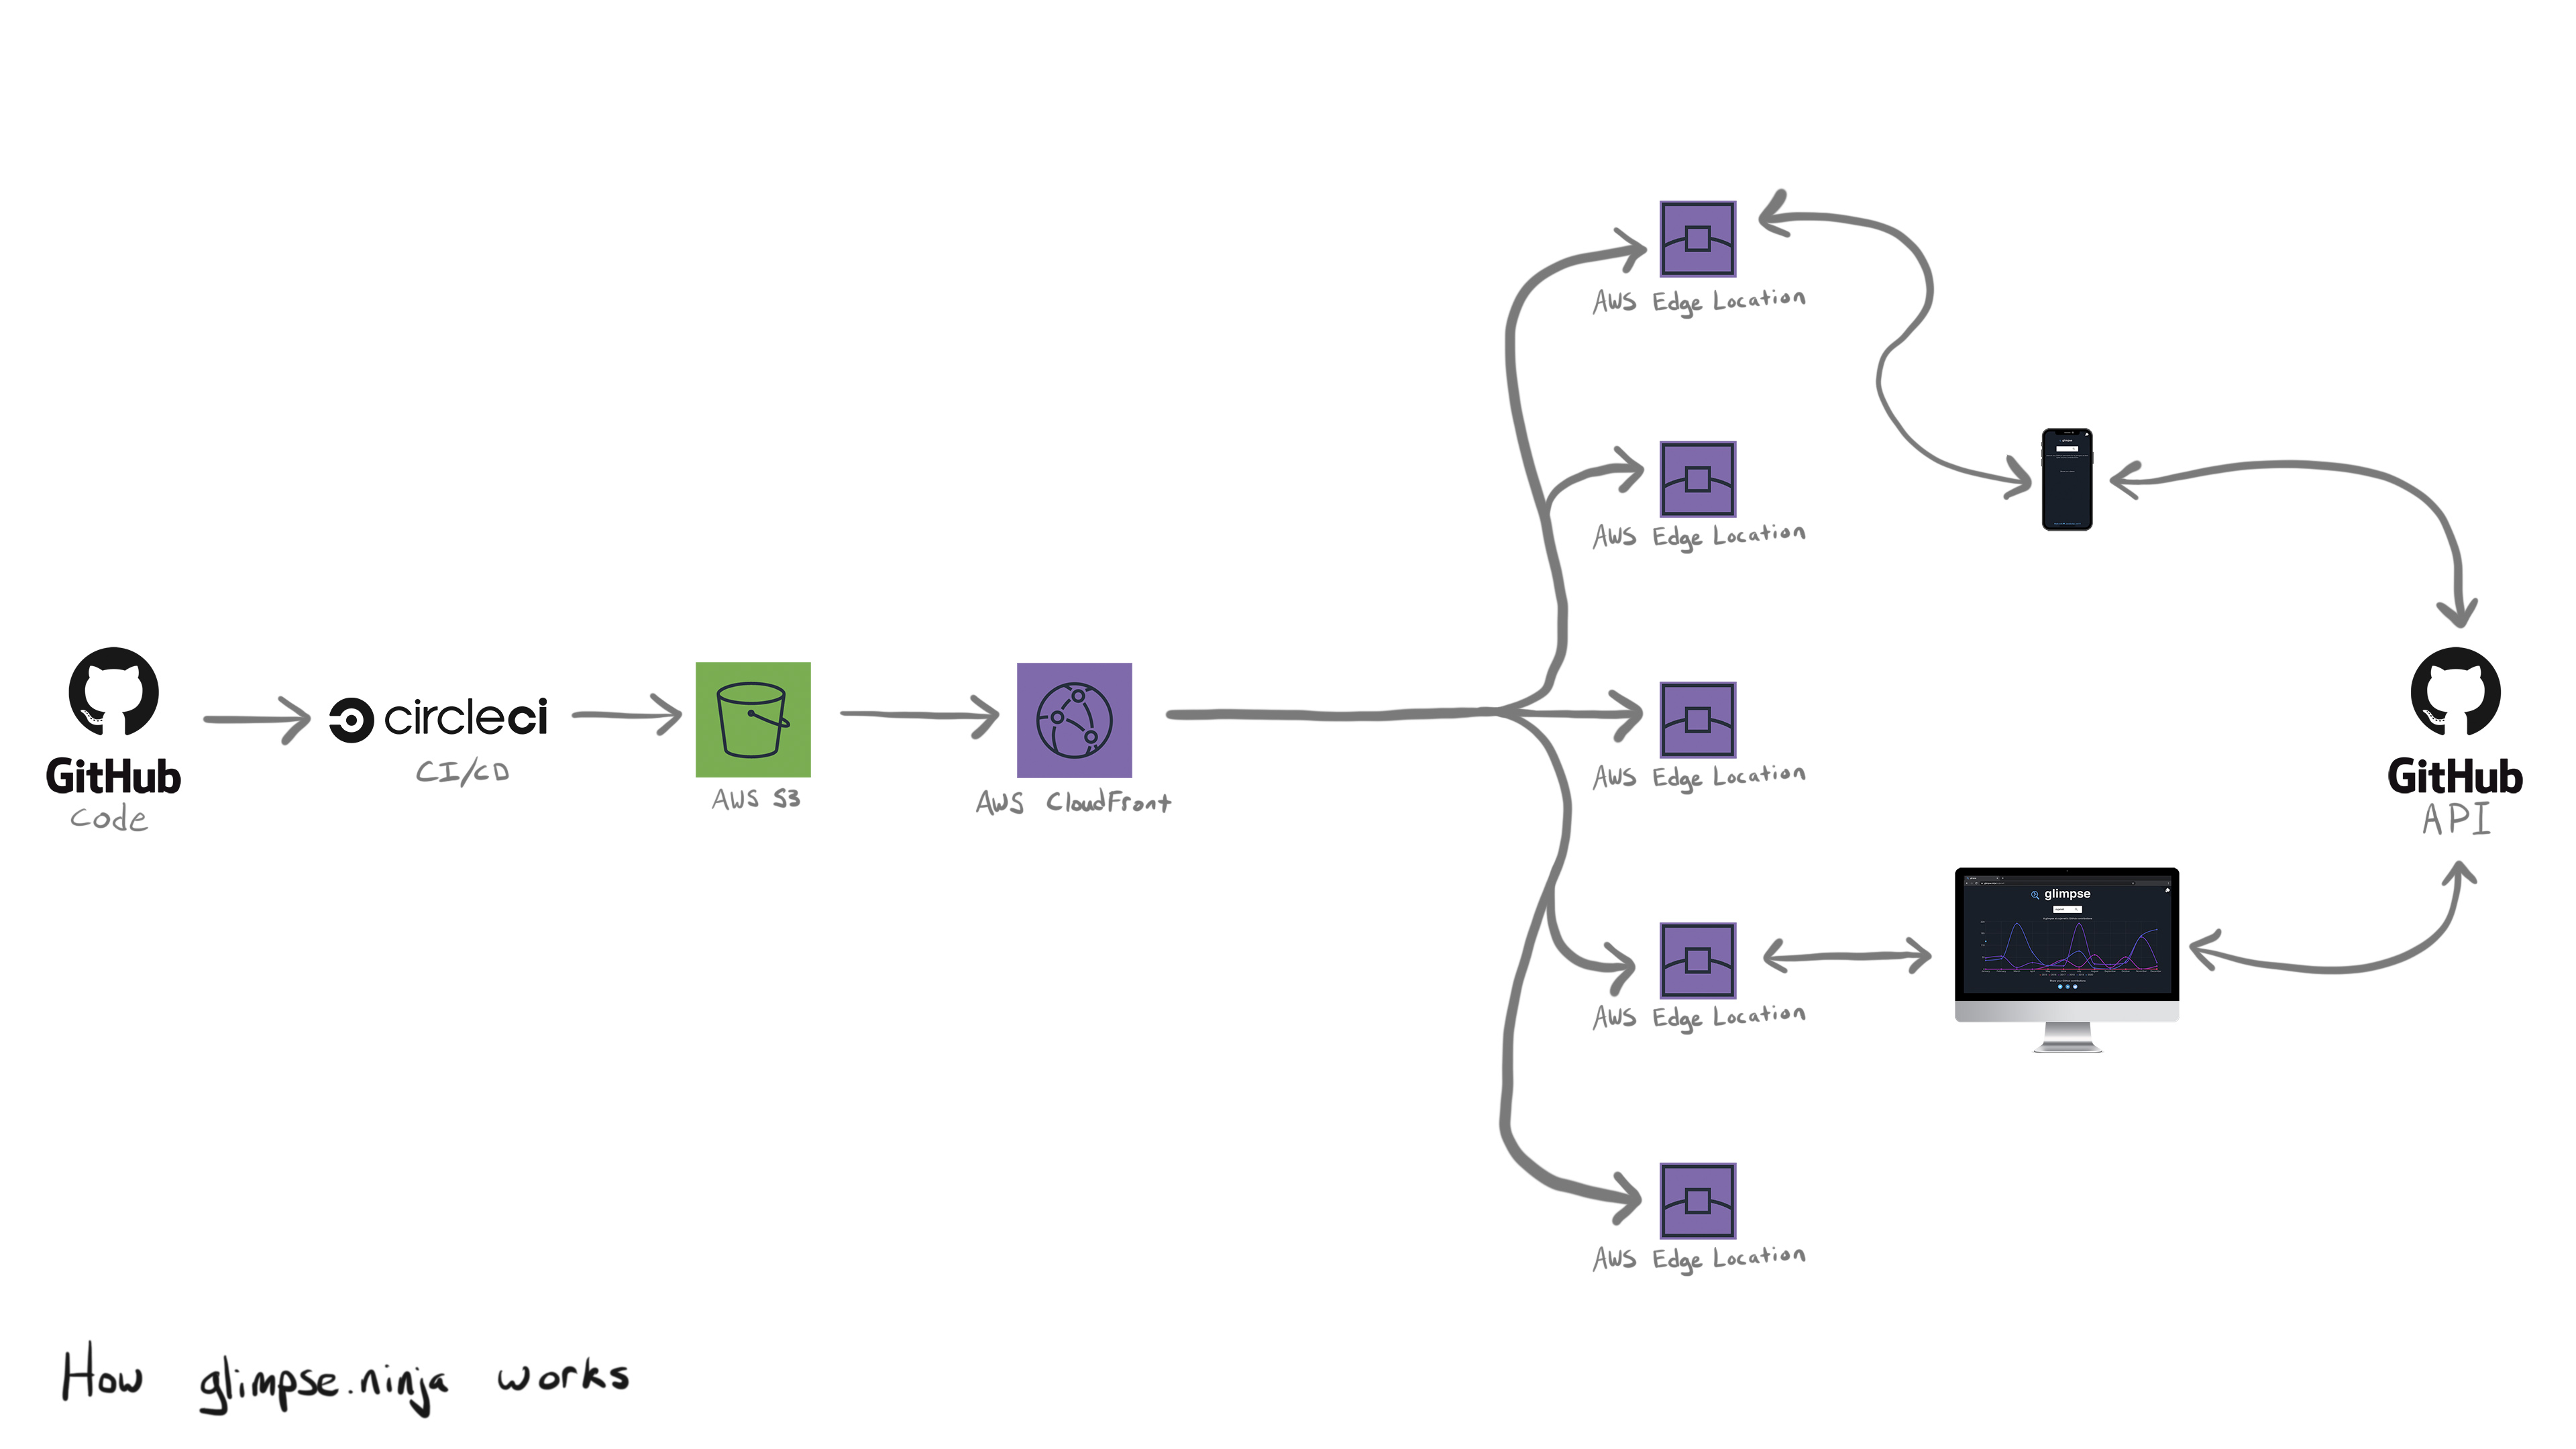 AWS Edge Location
AWS Edge Location
GitHub
Code
circleci
CI/CD
AWS S3
AWS CloudFront
AWS Edge Location
GitHub
API
glimpse
glimpse
AWS Edge Location
AWS Edge Location
How glimpse.ninja works